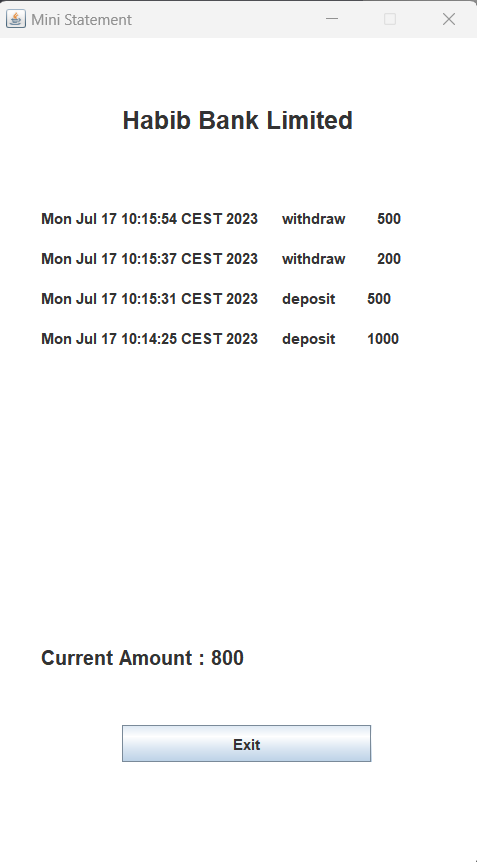 Mini Statement
Habib Bank Limited
Mon Jul 17 10:15:54 CEST 2023 withdraw 500
Mon Jul 17 10:15:37 CEST 2023 withdraw 200
Mon Jul 17 10:15:31 CEST 2023 deposit 500
Mon Jul 17 10:14:25 CEST 2023 deposit 1000
Current Amount : 800
Exit